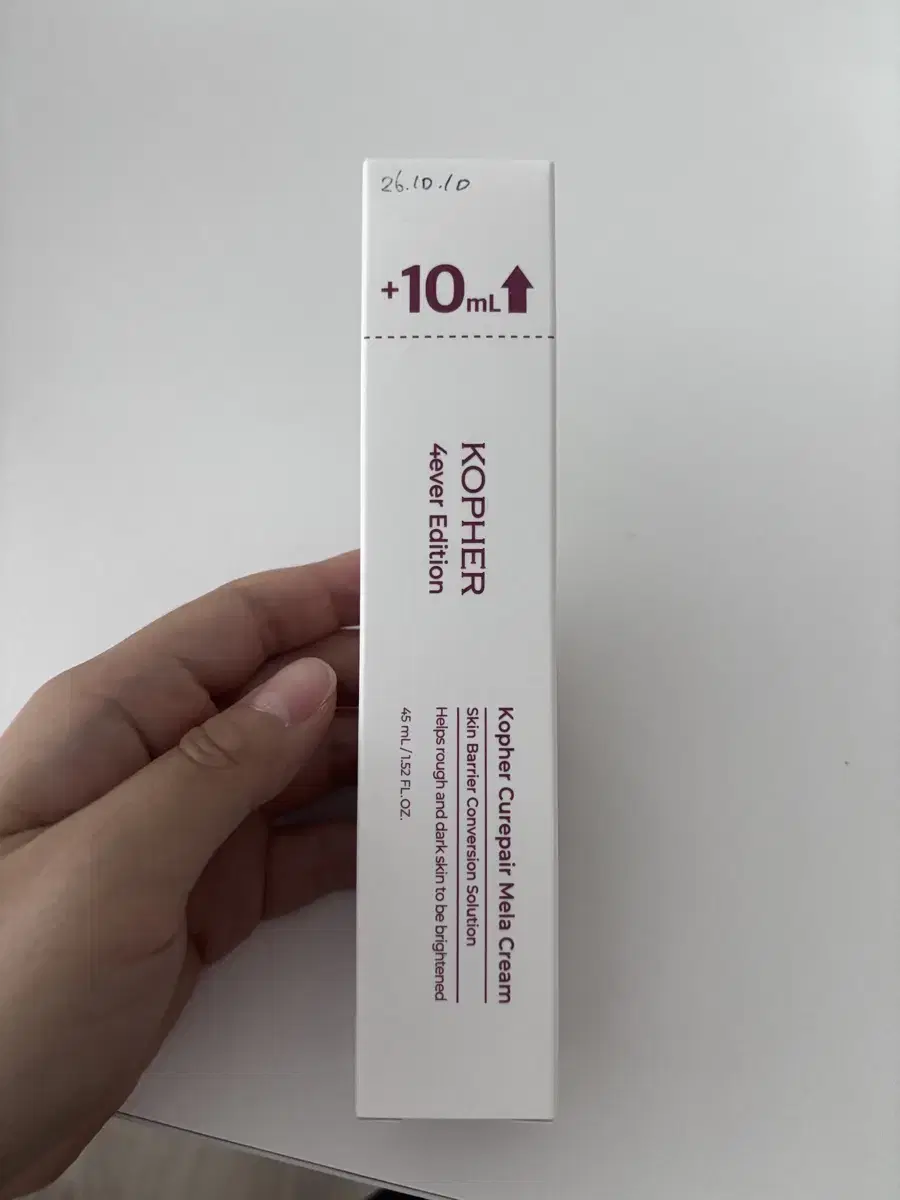 26.10.10
+10mL
KOPHER
4ever Edition
Kopher Curepair Mela Cream
Skin Barrier Conversion Solution
Helps rough and dark skin to be brightened
45 mL / 1.52 FL.OZ.